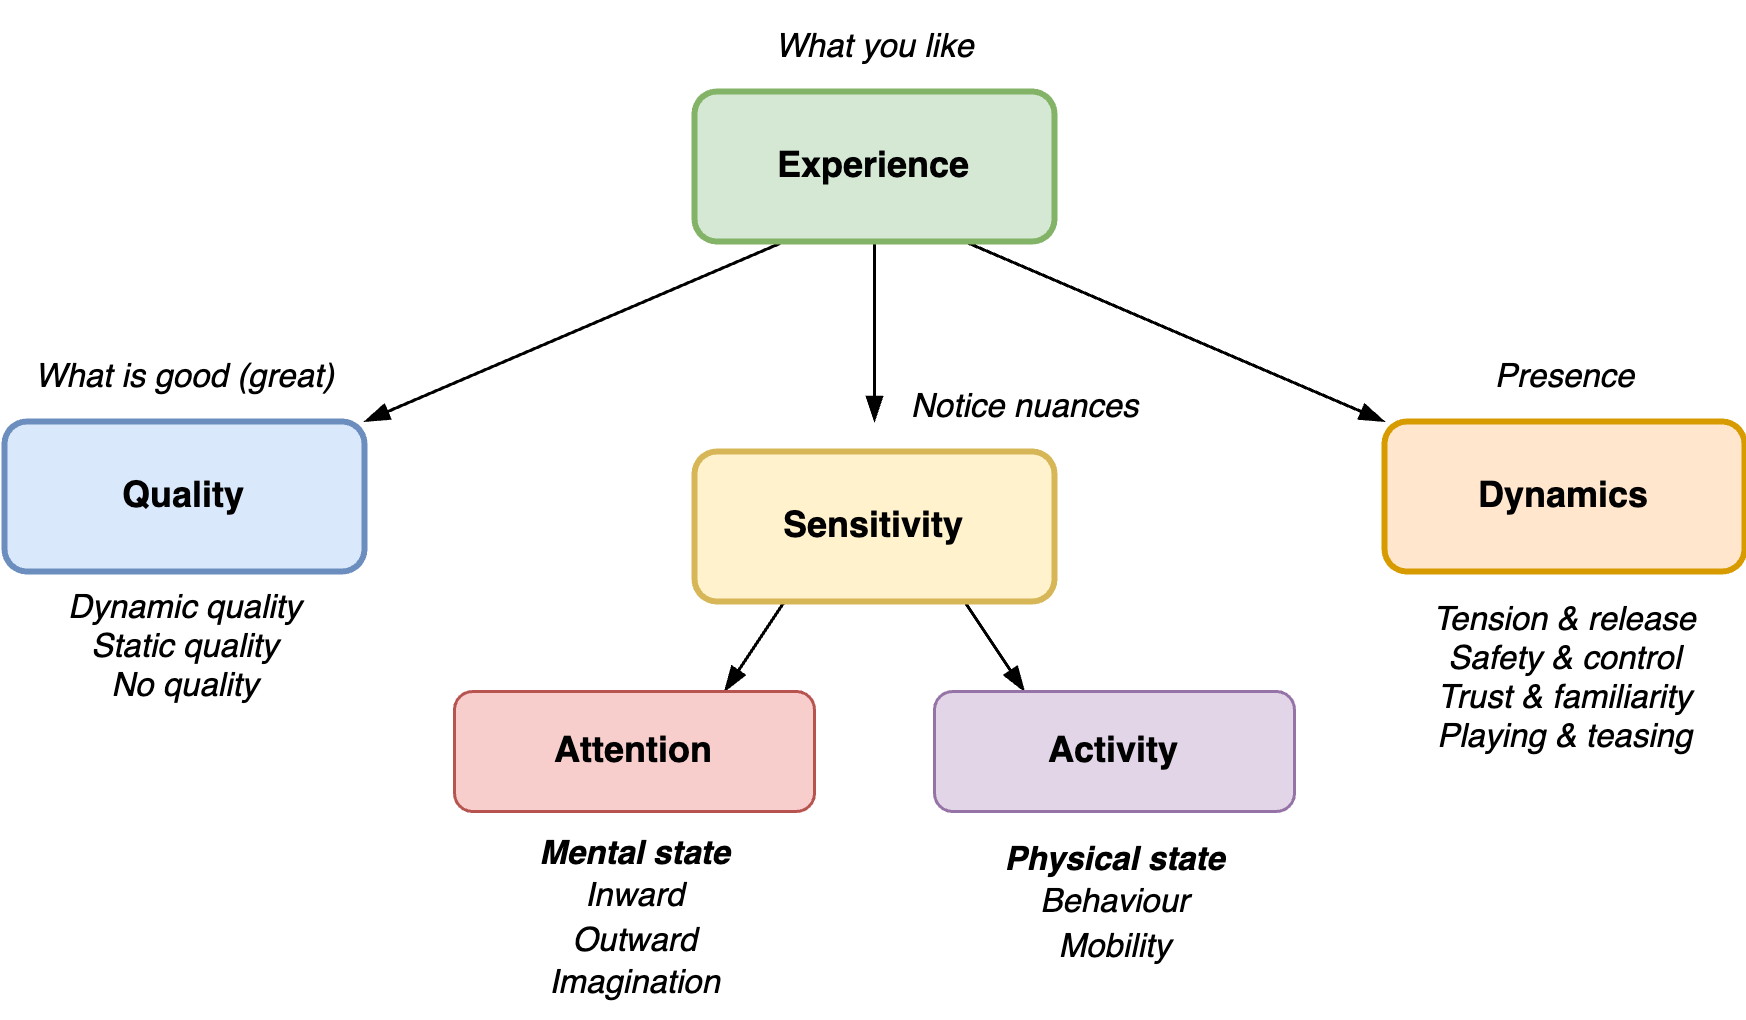 What you like
Experience
What is good (great)
Notice nuances
Presence
Quality
Sensitivity
Dynamics
Dynamic quality
Static quality
No quality
Tension & release
Safety & control
Trust & familiarity
Playing & teasing
Attention
Activity
Mental state
Inward
Outward
Imagination
Physical state
Behaviour
Mobility